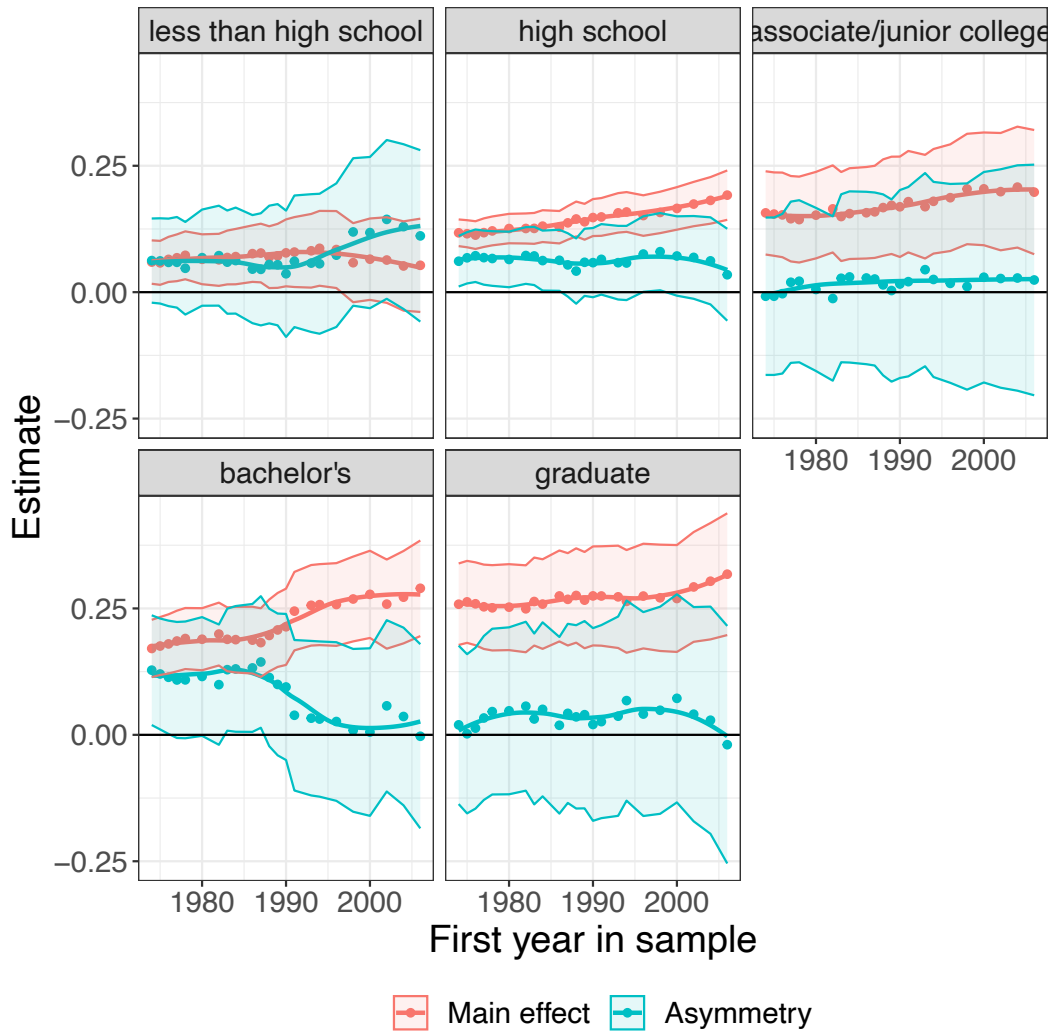 less than high school
high school
associate/junior college
0.25
0.00
−0.25
1980
1990
2000
bachelor's
graduate
0.25
0.00
−0.25
1980
1990
2000
1980
1990
2000
Estimate
First year in sample
Main effect
Asymmetry